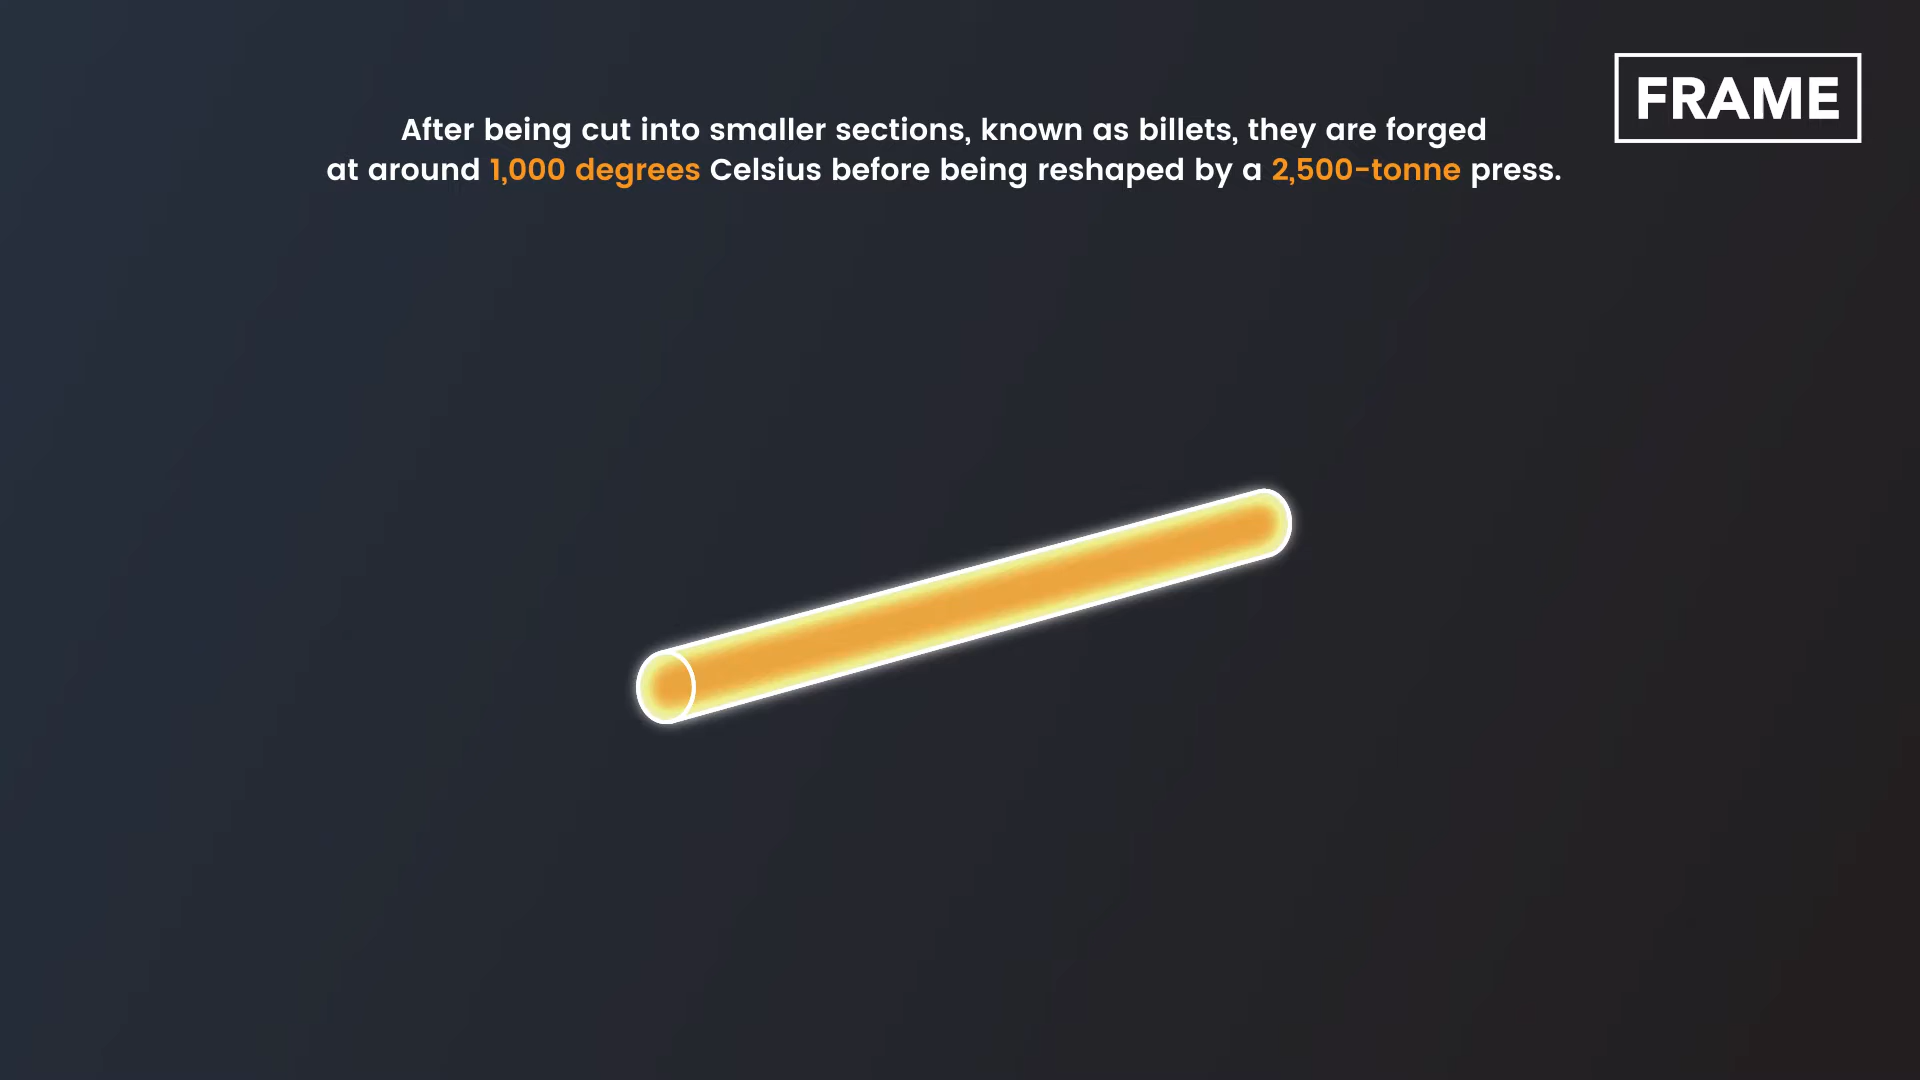 FRAME
After being cut into smaller sections, known as billets, they are forged
at around 1,000 degrees Celsius before being reshaped by a 2,500-tonne press.